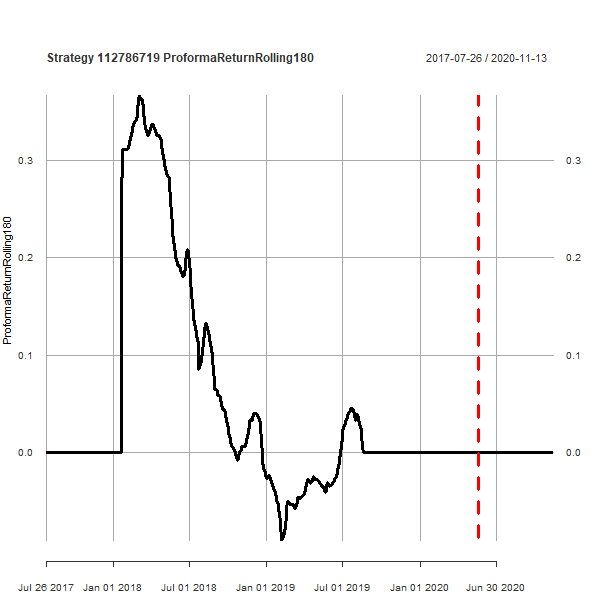 Strategy 112786719 ProformaReturnRolling180
2017-07-26 / 2020-11-13
ProformaReturnRolling180
0.3
0.3
0.2
0.2
0.1
0.1
0.0
0.0
Jul 26 2017
Jan 01 2018
Jul 01 2018
Jan 01 2019
Jul 01 2019
Jan 01 2020
Jun 30 2020